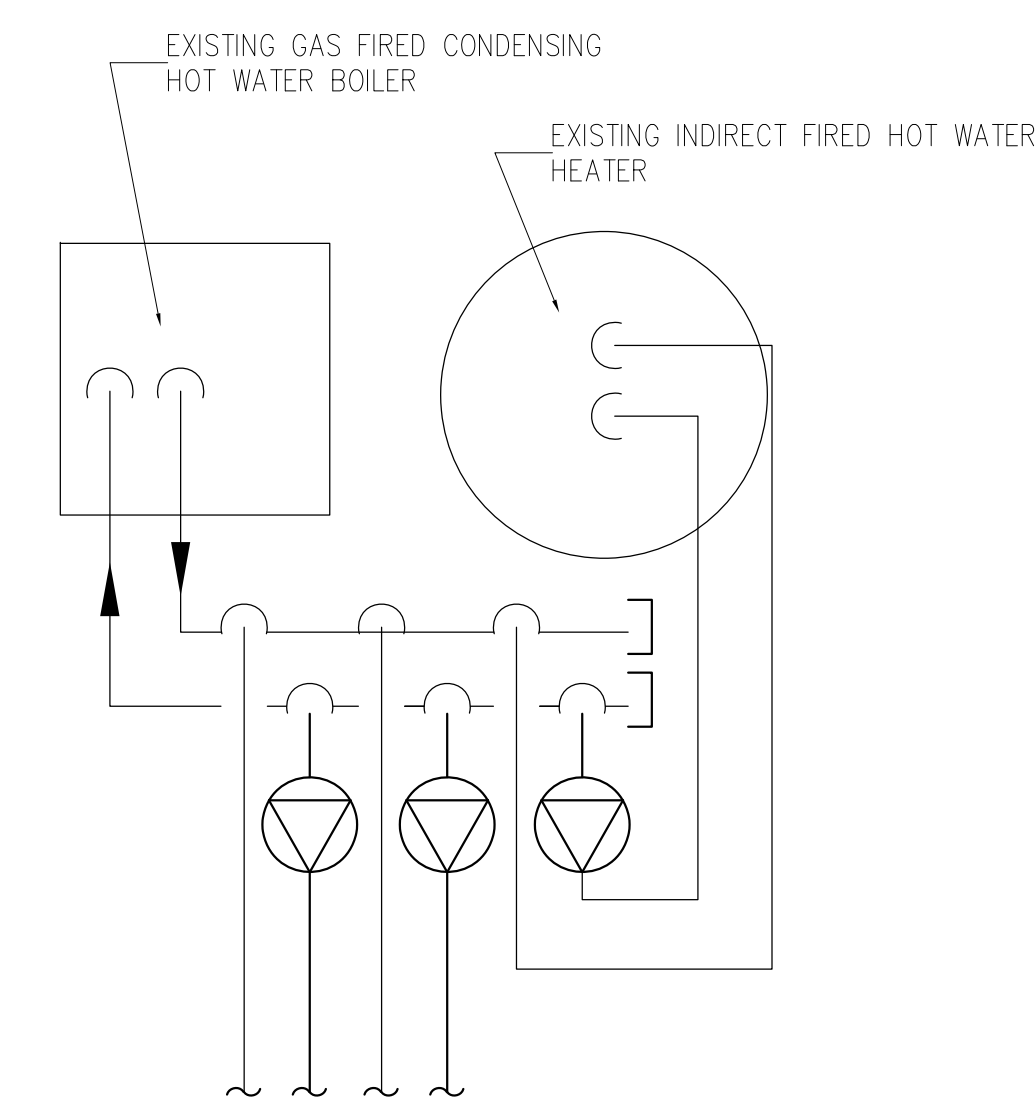 EXISTING GAS FIRED CONDENSING
HOT WATER BOILER
EXISTING INDIRECT FIRED HOT WATER
HEATER